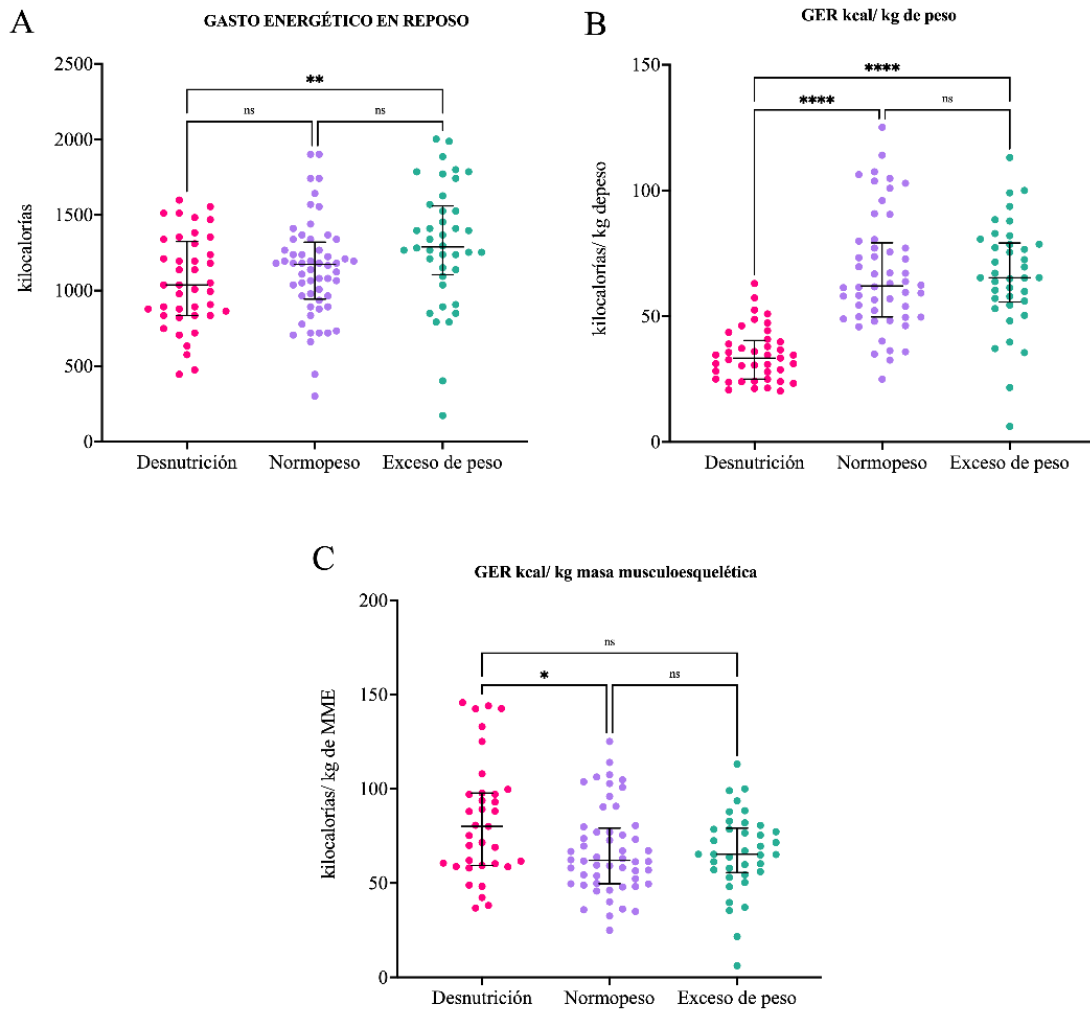 A
GASTO ENERGÉTICO EN REPOSO
kilocalorías
2500
2000
1500
1000
500
0
**
ns
ns
Desnutrición
Normopeso
Exceso de peso
B
GER kcal/ kg de peso
kilocalorías/ kg depeso
150
100
50
0
****
****
ns
Desnutrición
Normopeso
Exceso de peso
C
GER kcal/ kg masa musculoesquelética
kilocalorías/ kg de MME
200
150
100
50
0
ns
*
ns
Desnutrición
Normopeso
Exceso de peso